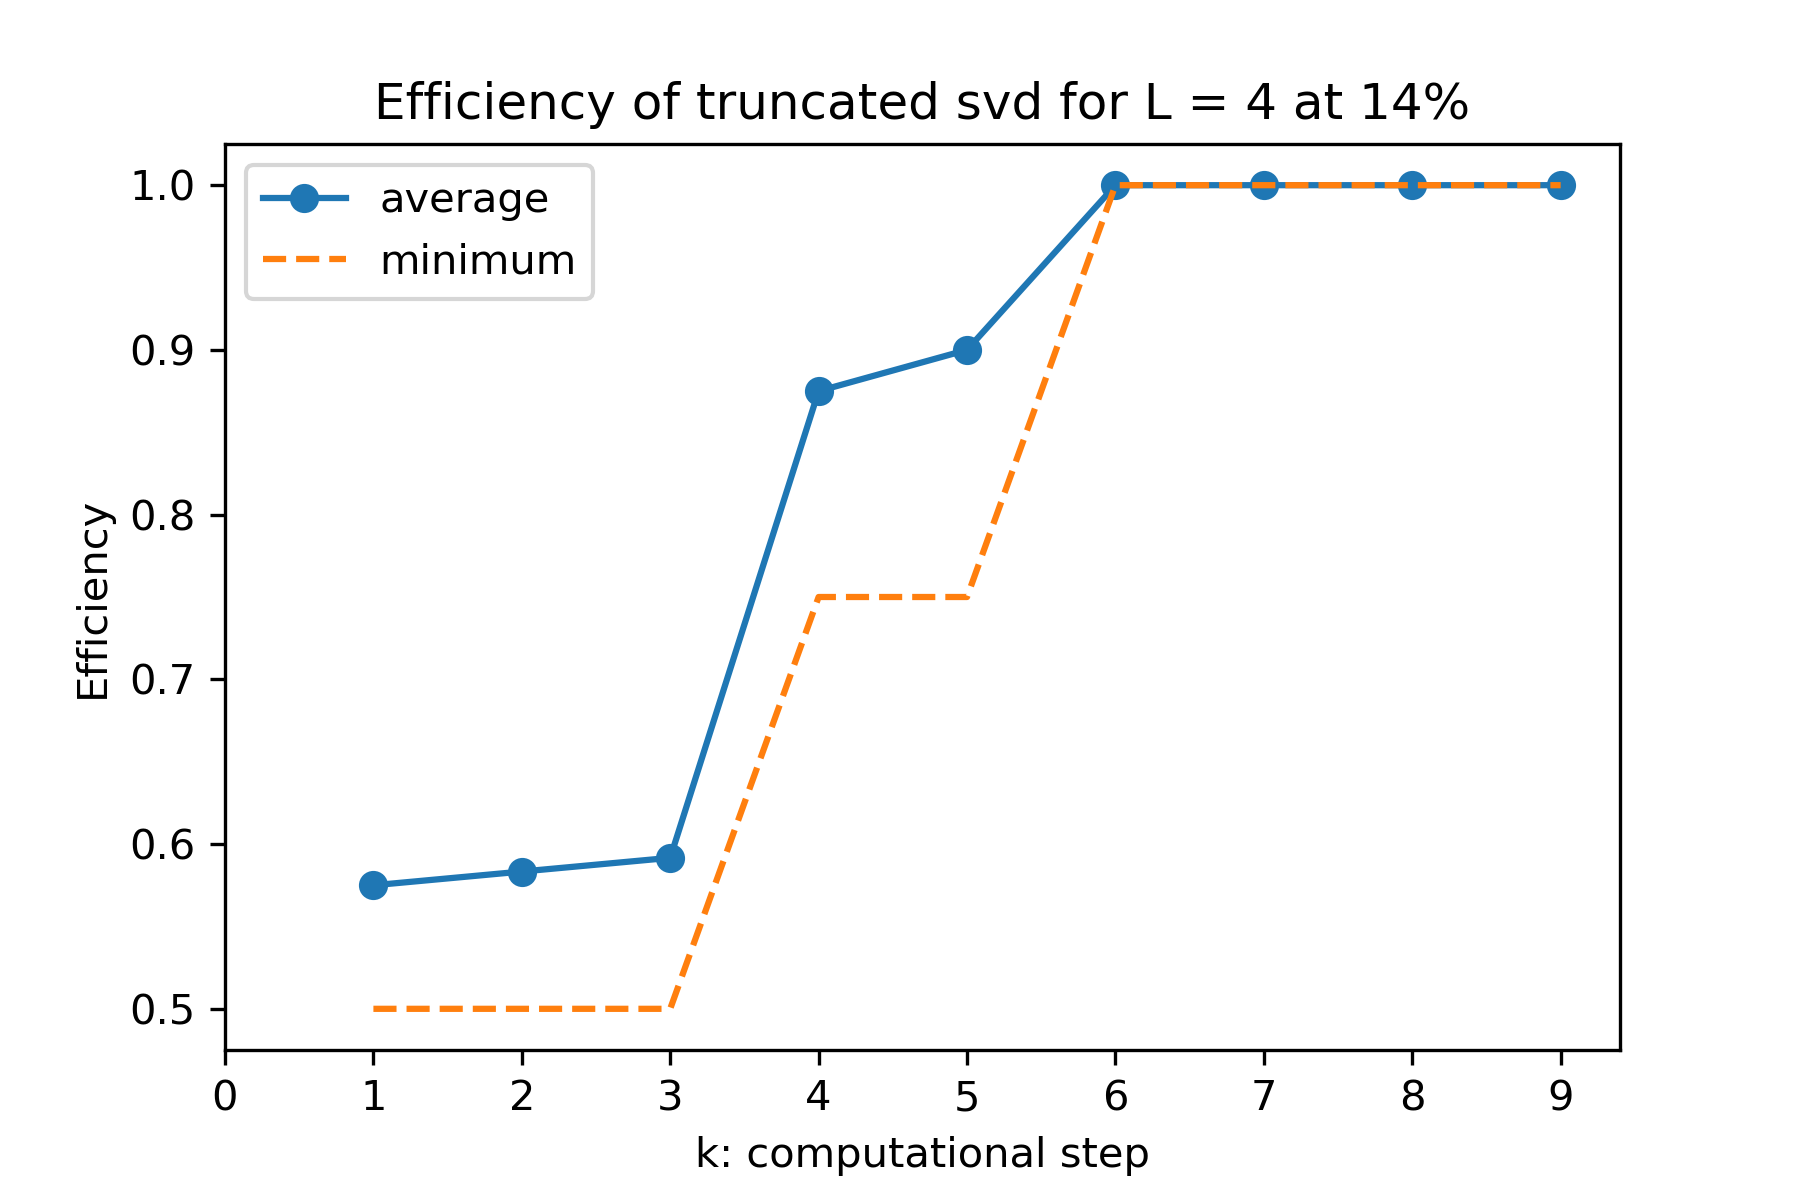 Efficiency of truncated svd for L = 4 at 14%
average
minimum
1.0
0.9
0.8
0.7
0.6
0.5
Efficiency
0 1 2 3 4 5 6 7 8 9
k: computational step